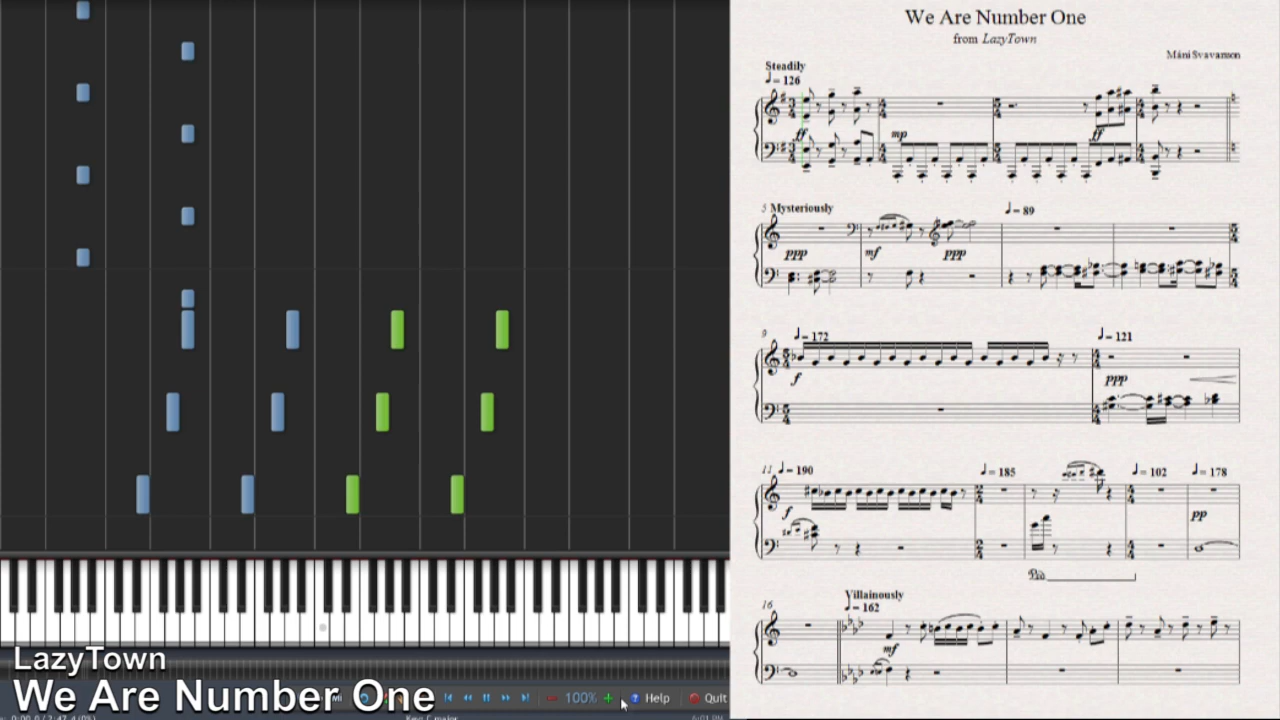 We Are Number One
from LazyTown
Máni Svavarsson
Steadily
♩= 126
ff
mp
ff
5 Mysteriously
♩= 89
ppp
mf
ppp
9
♩= 172
♩= 121
f
ppp
11 ♩= 190
♩= 185
♩= 102
♩= 178
f
pp
Ped.
16
Villainously
♩= 162
mf
LazyTown
We Are Number One
100%
Help
Quit